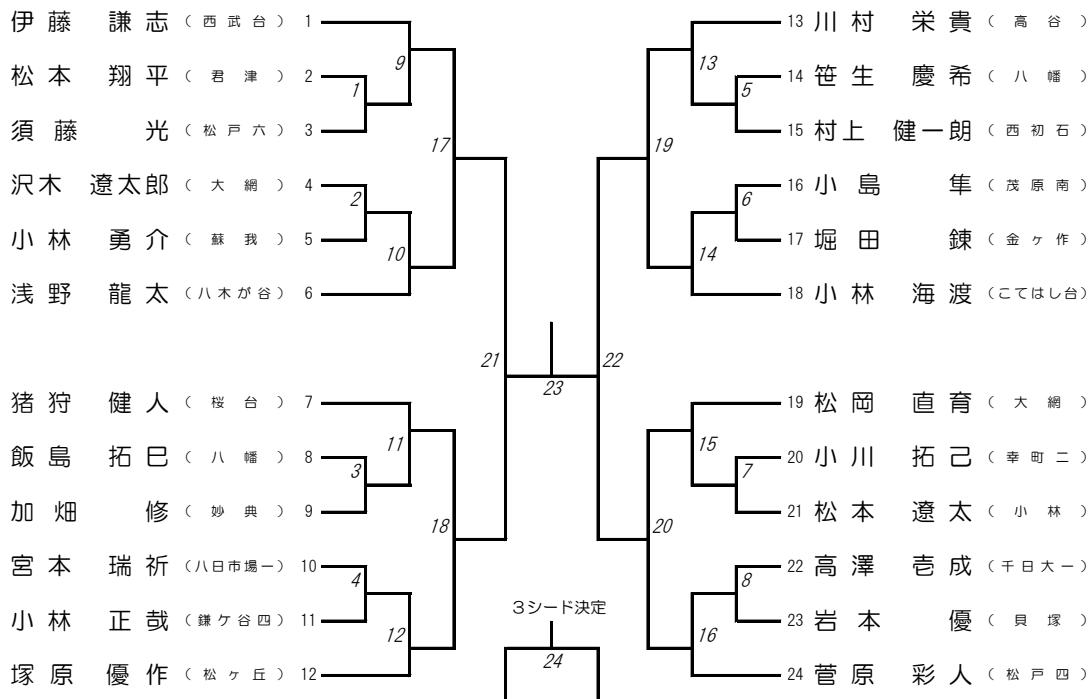 伊藤 謙志 （西武台） 1
松本 翔平 （君津） 2
須藤 光 （松戸六） 3
沢木 遼太郎 （大網） 4
小林 勇介 （蘇我） 5
浅野 龍太 （八木が谷） 6
猪狩 健人 （桜台） 7
飯島 拓巳 （八幡） 8
加畑 修 （妙典） 9
宮本 瑞祈 （八日市場一） 10
小林 正哉 （鎌ケ谷四） 11
塚原 優作 （松ヶ丘） 12
9
1
17
2
10
21
11
3
18
4
12
23
3シード決定
24
13 川村 栄貴 （高谷）
14 笹生 慶希 （八幡）
15 村上 健一朗 （西初石）
16 小島 隼 （茂原南）
17 堀田 錬 （金ヶ作）
18 小林 海渡 （こてはし台）
19 松岡 直育 （大網）
20 小川 拓己 （幸町二）
21 松本 遼太 （小林）
22 高澤 壱成 （千日大一）
23 岩本 優 （貝塚）
24 菅原 彩人 （松戸四）
13
5
19
6
14
22
15
7
20
8
16